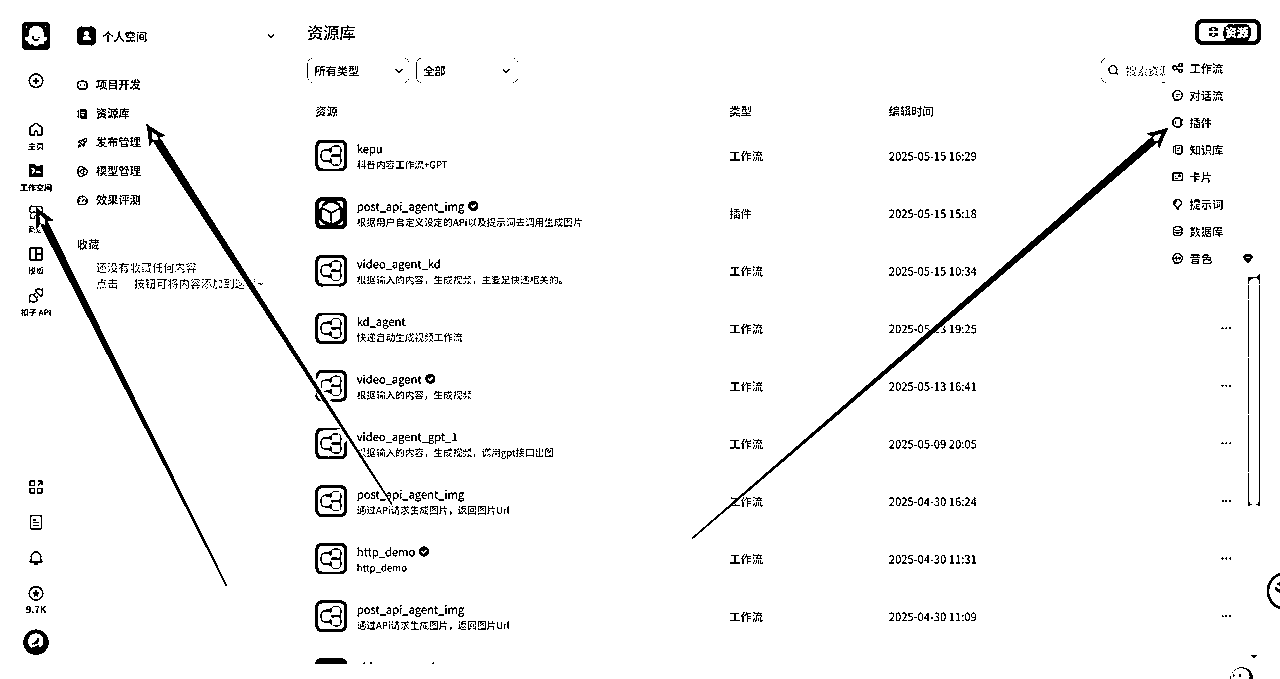 个人空间
资源库
资源
所有类型
全部
搜索资源
项目开发
资源库
发布管理
模型管理
效果评测
收藏
还没有收藏任何内容
点击 按钮可将内容添加到这
主页
工作空间
模板
扣子 API
9.7K
工作流
对话流
插件
知识库
卡片
提示词
数据库
音色
资源
类型
编辑时间
kepu
科普内容工作流+GPT
工作流
2025-05-15 16:29
post_api_agent_img
根据用户自定义设定的Api以及提示词去调用生成图片
插件
2025-05-15 15:18
video_agent_kd
根据输入的内容，生成视频，主要是快递相关的。
工作流
2025-05-15 10:34
kd_agent
快递自动生成视频工作流
工作流
2025-05-13 19:25
video_agent
根据输入的内容，生成视频
工作流
2025-05-13 16:41
video_agent_gpt_1
根据输入的内容，生成视频，调用gpt接口出图
工作流
2025-05-09 20:05
post_api_agent_img
通过API请求生成图片，返回图片Url
工作流
2025-04-30 16:24
http_demo
http_demo
工作流
2025-04-30 11:31
post_api_agent_img
通过API请求生成图片，返回图片Url
工作流
2025-04-30 11:09